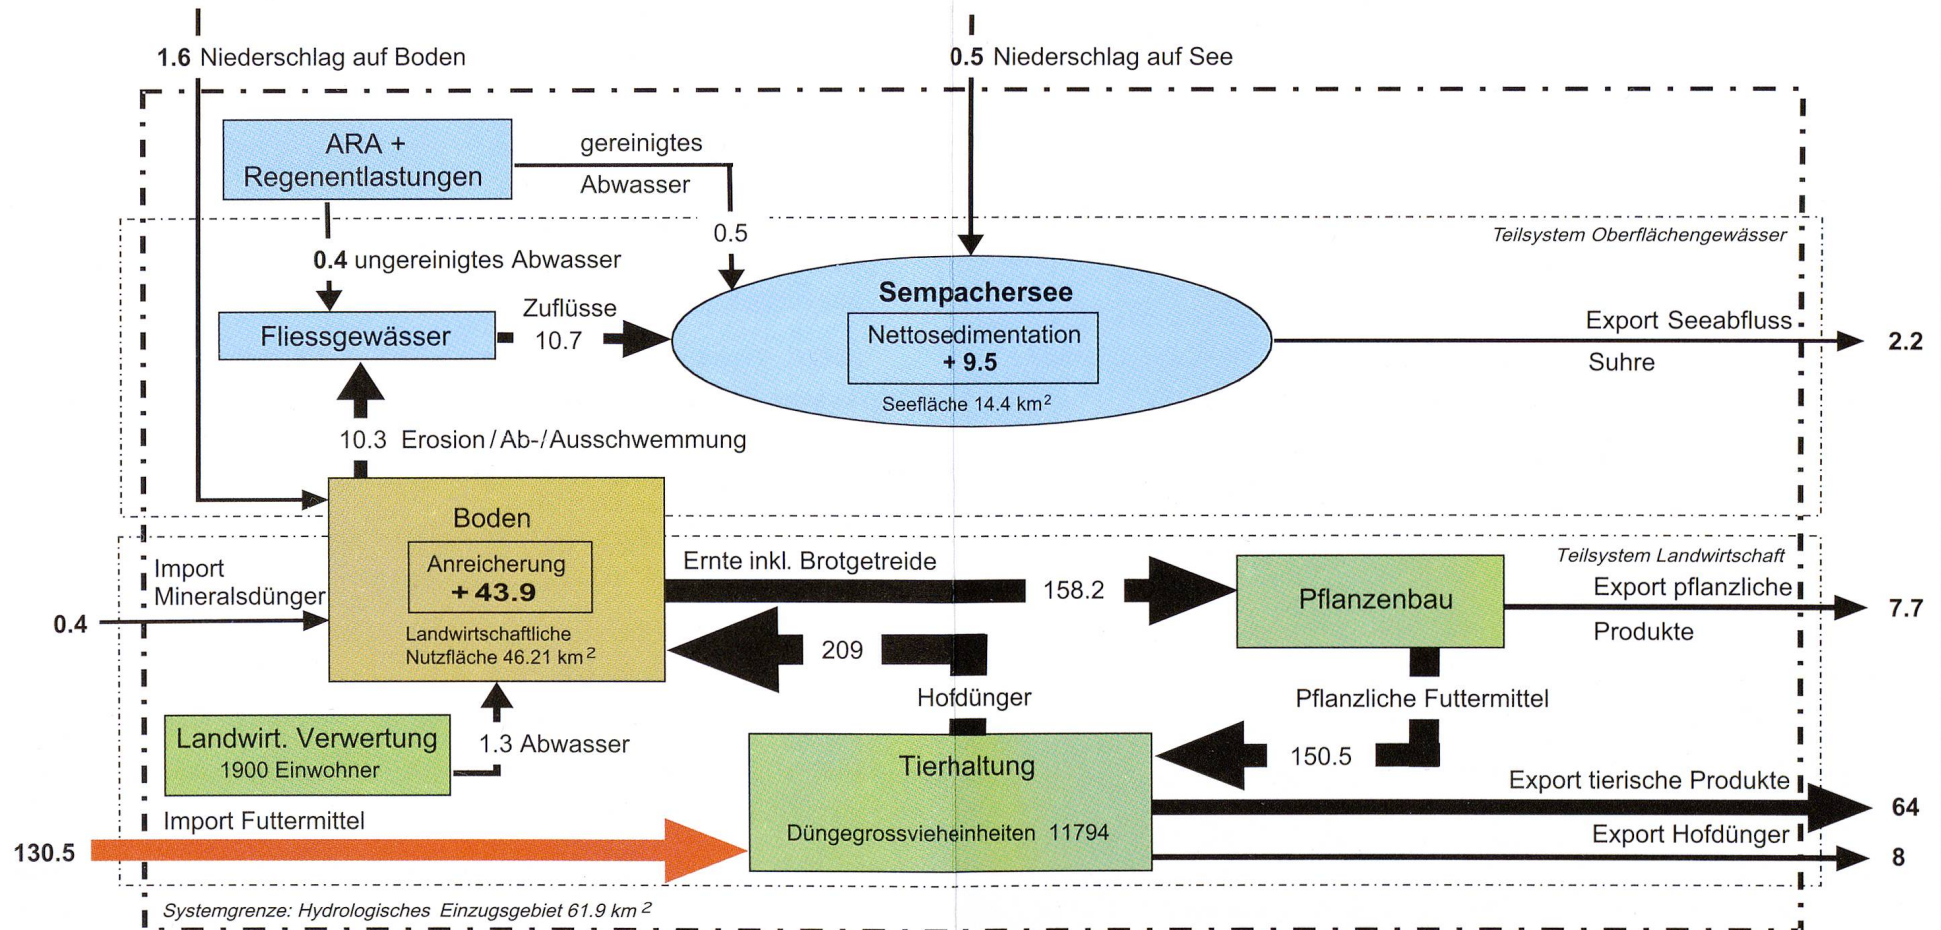 1.6 Niederschlag auf Boden
0.5 Niederschlag auf See
ARA +
Regenentlastungen
gereinigtes
Abwasser
0.5
Teilsystem Oberflächengewässer
0.4 ungereinigtes Abwasser
Fliessgewässer
Zuflüsse
10.7
Sempachersee
Nettosedimentation
+ 9.5
Seefläche 14.4 km²
Export Seeabfluss
Suhre
2.2
10.3 Erosion/Ab-/Ausschwemmung
Boden
Anreicherung
+ 43.9
Landwirtschaftliche
Nutzfläche 46.21 km²
Import
Mineralsdünger
0.4
Ernte inkl. Brotgetreide
158.2
Teilsystem Landwirtschaft
Pflanzenbau
Export pflanzliche
Produkte
7.7
209
Hofdünger
Pflanzliche Futtermittel
150.5
Landwirt. Verwertung
1900 Einwohner
1.3 Abwasser
Tierhaltung
Düngegrossvieheinheiten 11794
Export tierische Produkte
64
Export Hofdünger
8
Import Futtermittel
130.5
Systemgrenze: Hydrologisches Einzugsgebiet 61.9 km²